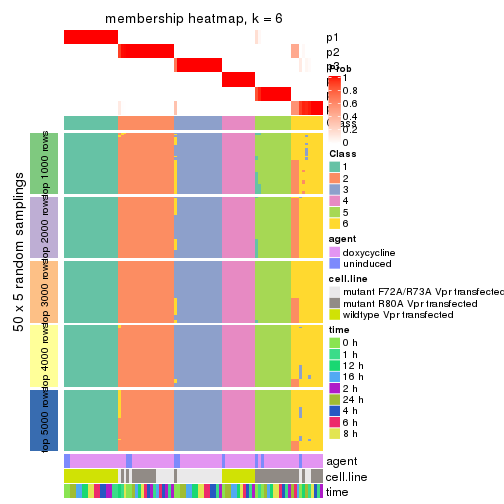 membership heatmap, k = 6
p1
p2
p3
Prob
1
0.8
0.6
0.4
0.2
0
Class
1
2
3
4
5
6
agent
doxycycline
uninduced
cell.line
mutant F72A/R73A Vpr transfected
mutant R80A Vpr transfected
wildtype Vpr transfected
time
0 h
1 h
12 h
16 h
2 h
24 h
4 h
6 h
8 h
50 x 5 random samplings
top 1000 rows
top 2000 rows
top 3000 rows
top 4000 rows
top 5000 rows
agent
cell.line
time